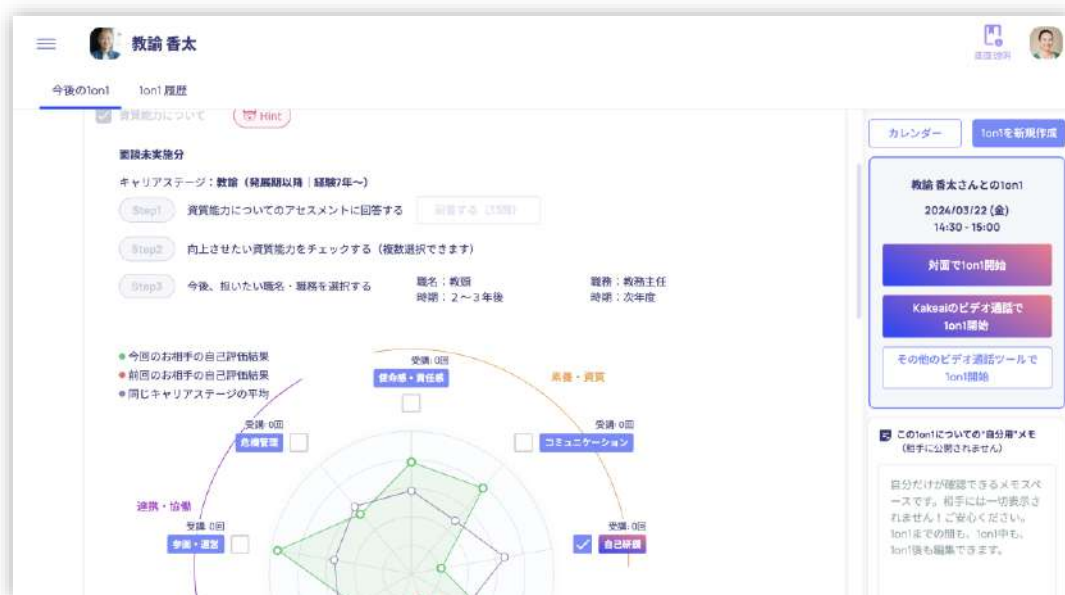 教諭 香太
画面説明
今後の1on1
1on1 履歴
資質能力について
Hint
面談未実施分
キャリアステージ：教諭（発展期以降｜経験7年〜）
Step1
資質能力についてのアセスメントに回答する
Step2
向上させたい資質能力をチェックする（複数選択できます）
Step3
今後、担いたい職名・職務を選択する
職名：教頭
時期：2〜3年後
職務：教務主任
時期：次年度
今回のお相手の自己評価結果
前回のお相手の自己評価結果
同じキャリアステージの平均
受講: 0回
使命感・責任感
素養・資質
受講: 0回
危機管理
受講: 0回
コミュニケーション
連携・協働
受講: 0回
参画・運営
受講: 0回
自己研鑽
カレンダー
1on1を新規作成
教諭 香太さんとの1on1
2024/03/22 (金)
14:30 - 15:00
対面で1on1開始
Kakeaiのビデオ通話で
1on1開始
その他のビデオ通話ツールで
1on1開始
この1on1についての"自分用"メモ
（相手に公開されません）
自分だけが確認できるメモスペ
ースです。相手には一切表示さ
れません！ご安心ください。
1on1までの間も、1on1中も、
1on1後も編集できます。